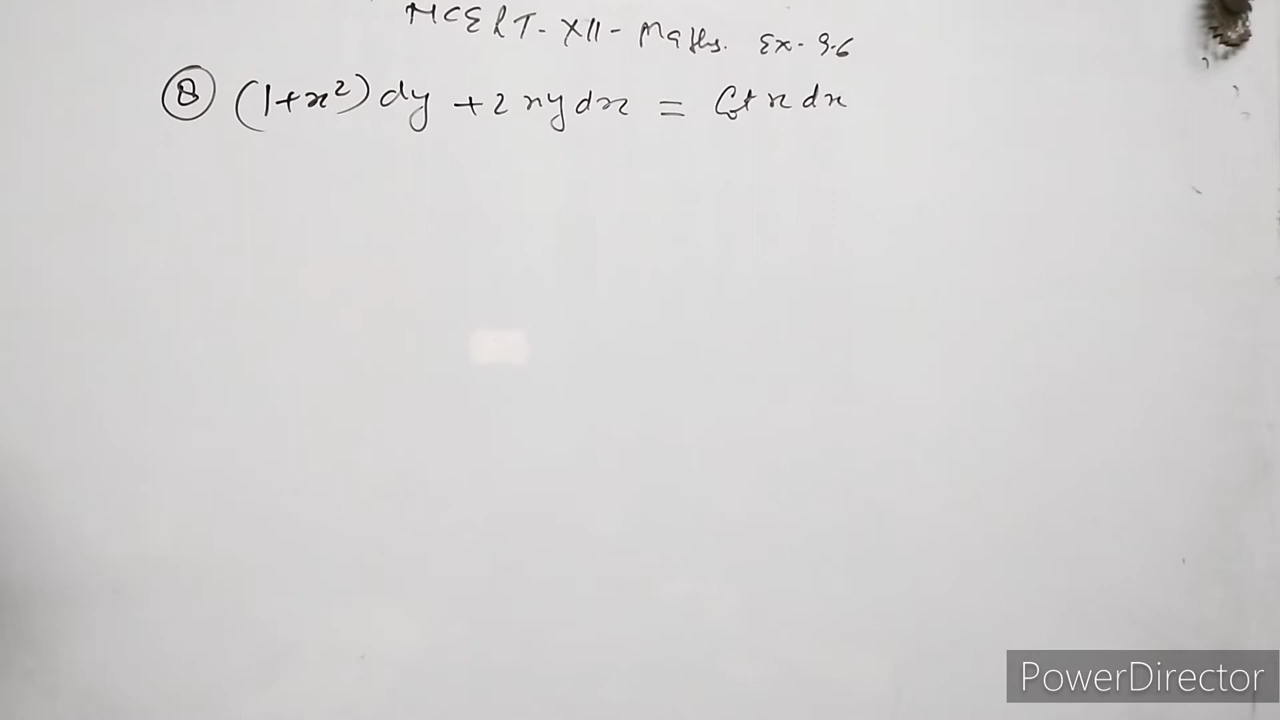 NCERT - XII - Maths. Ex - 9.6
⑧ (1+x²) dy + 2xy dx = Cot x dx
PowerDirector